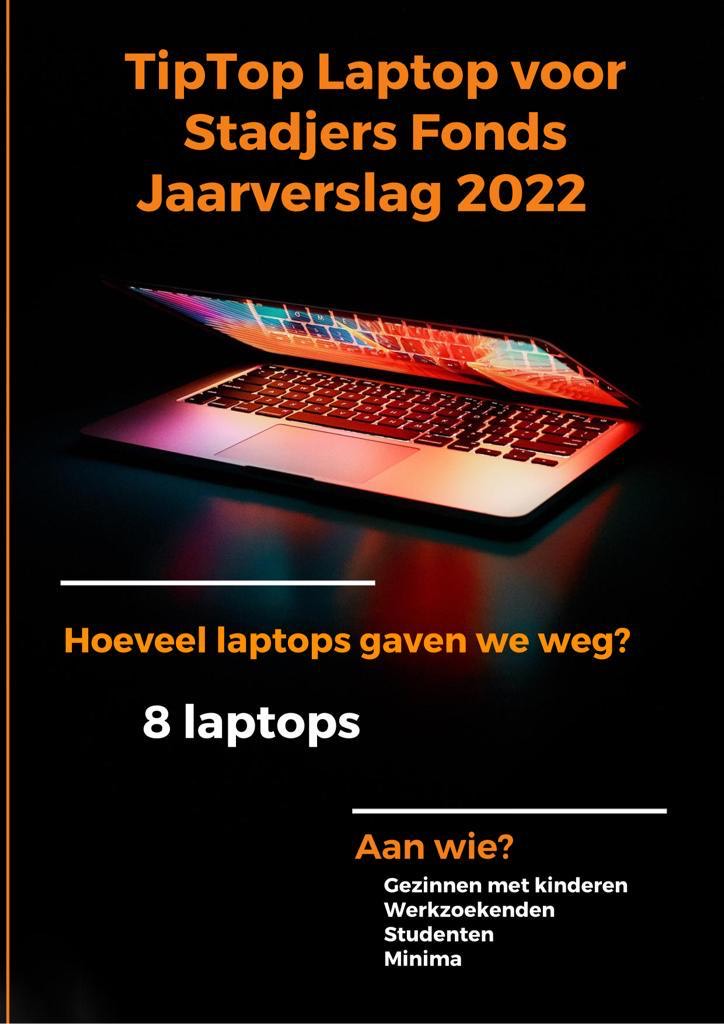 TipTop Laptop voor
Stadjers Fonds
Jaarverslag 2022
Hoeveel laptops gaven we weg?
8 laptops
Aan wie?
Gezinnen met kinderen
Werkzoekenden
Studenten
Minima